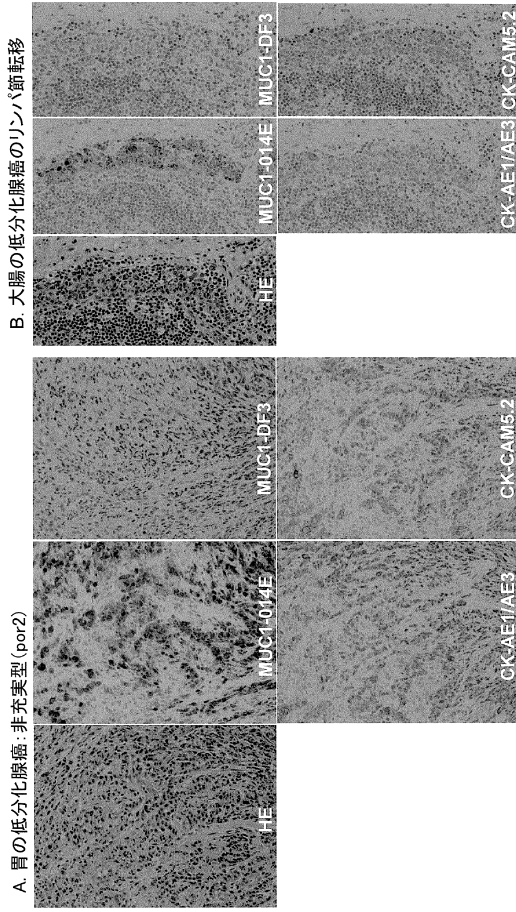 A. 胃の低分化腺癌：非充実型(por2)
HE
MUC1-014E
MUC1-DF3
CK-AE1/AE3
CK-CAM5.2
B. 大腸の低分化腺癌のリンパ節転移
HE
MUC1-014E
MUC1-DF3
CK-AE1/AE3
CK-CAM5.2